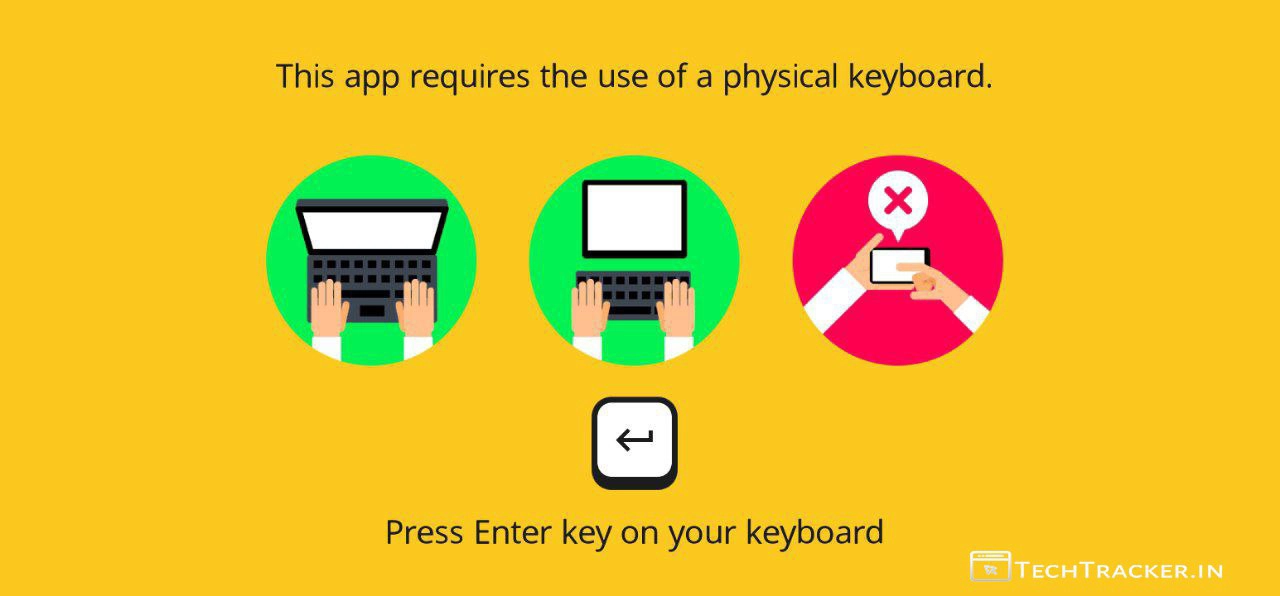 This app requires the use of a physical keyboard.
Press Enter key on your keyboard
TECHTRACKER.IN